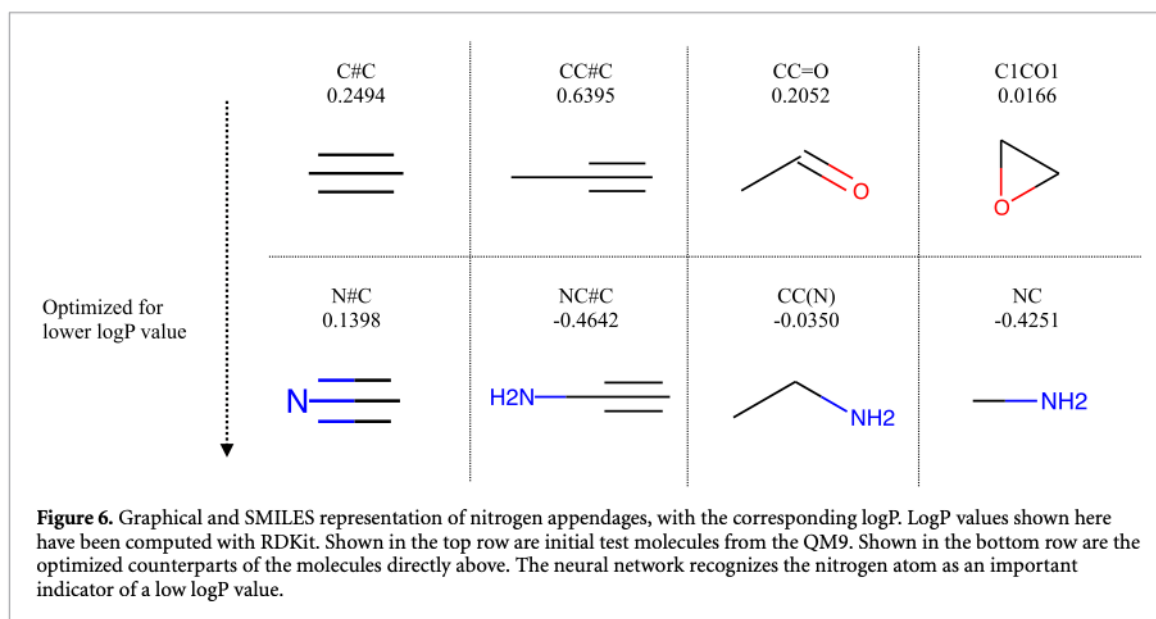 C#C
0.2494
CC#C
0.6395
CC=O
0.2052
C1CO1
0.0166
O
O
Optimized for
lower logP value
N#C
0.1398
NC#C
-0.4642
CC(N)
-0.0350
NC
-0.4251
N
H2N
NH2
NH2
Figure 6. Graphical and SMILES representation of nitrogen appendages, with the corresponding logP. LogP values shown here
have been computed with RDKit. Shown in the top row are initial test molecules from the QM9. Shown in the bottom row are the
optimized counterparts of the molecules directly above. The neural network recognizes the nitrogen atom as an important
indicator of a low logP value.